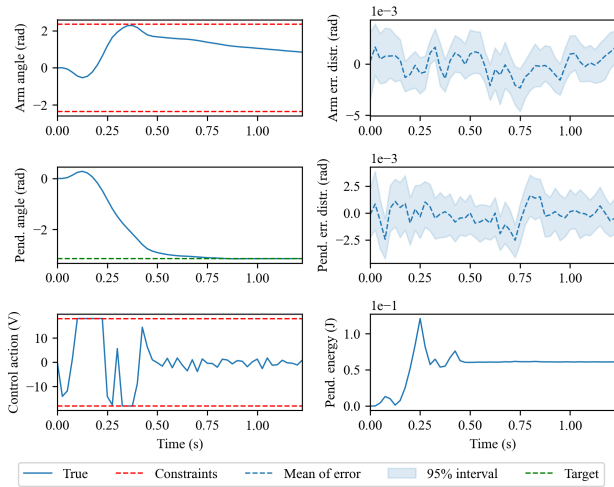 Arm angle (rad)
2
0
−2
0.00 0.25 0.50 0.75 1.00
1e−3
Arm err. distr. (rad)
0
−5
0.00 0.25 0.50 0.75 1.00
Pend. angle (rad)
0
−2
0.00 0.25 0.50 0.75 1.00
1e−3
Pend. err. distr. (rad)
2.5
0.0
−2.5
0.00 0.25 0.50 0.75 1.00
Control action (V)
10
0
−10
0.00 0.25 0.50 0.75 1.00
Time (s)
1e−1
Pend. energy (J)
1.0
0.5
0.0
0.00 0.25 0.50 0.75 1.00
Time (s)
True Constraints Mean of error 95% interval Target